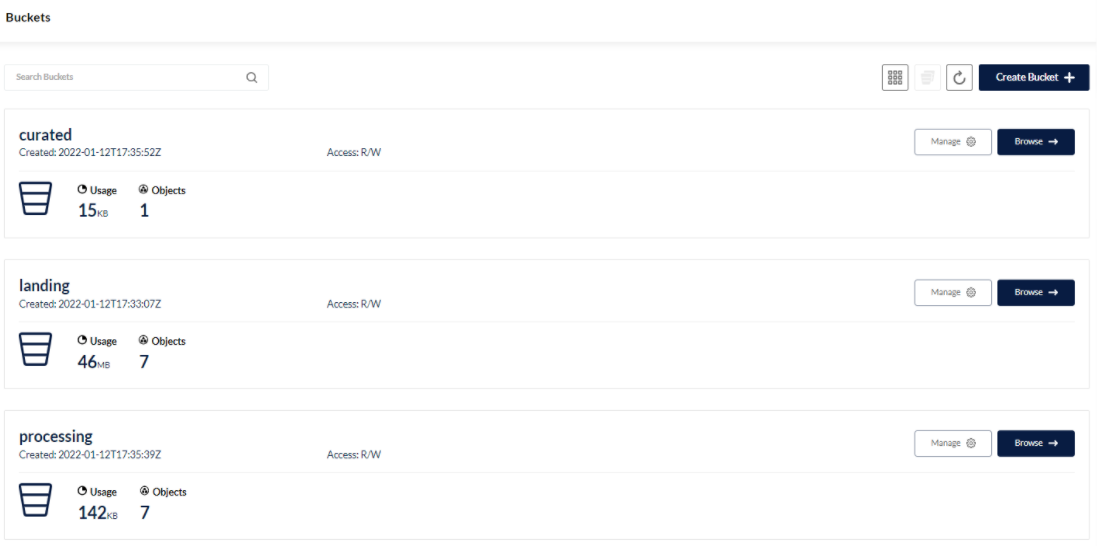 Buckets
Search Buckets
Create Bucket +
curated
Created: 2022-01-12T17:35:52Z Access: R/W
Manage Browse →
Usage Objects
15KB 1
landing
Created: 2022-01-12T17:33:07Z Access: R/W
Manage Browse →
Usage Objects
46MB 7
processing
Created: 2022-01-12T17:35:39Z Access: R/W
Manage Browse →
Usage Objects
142KB 7